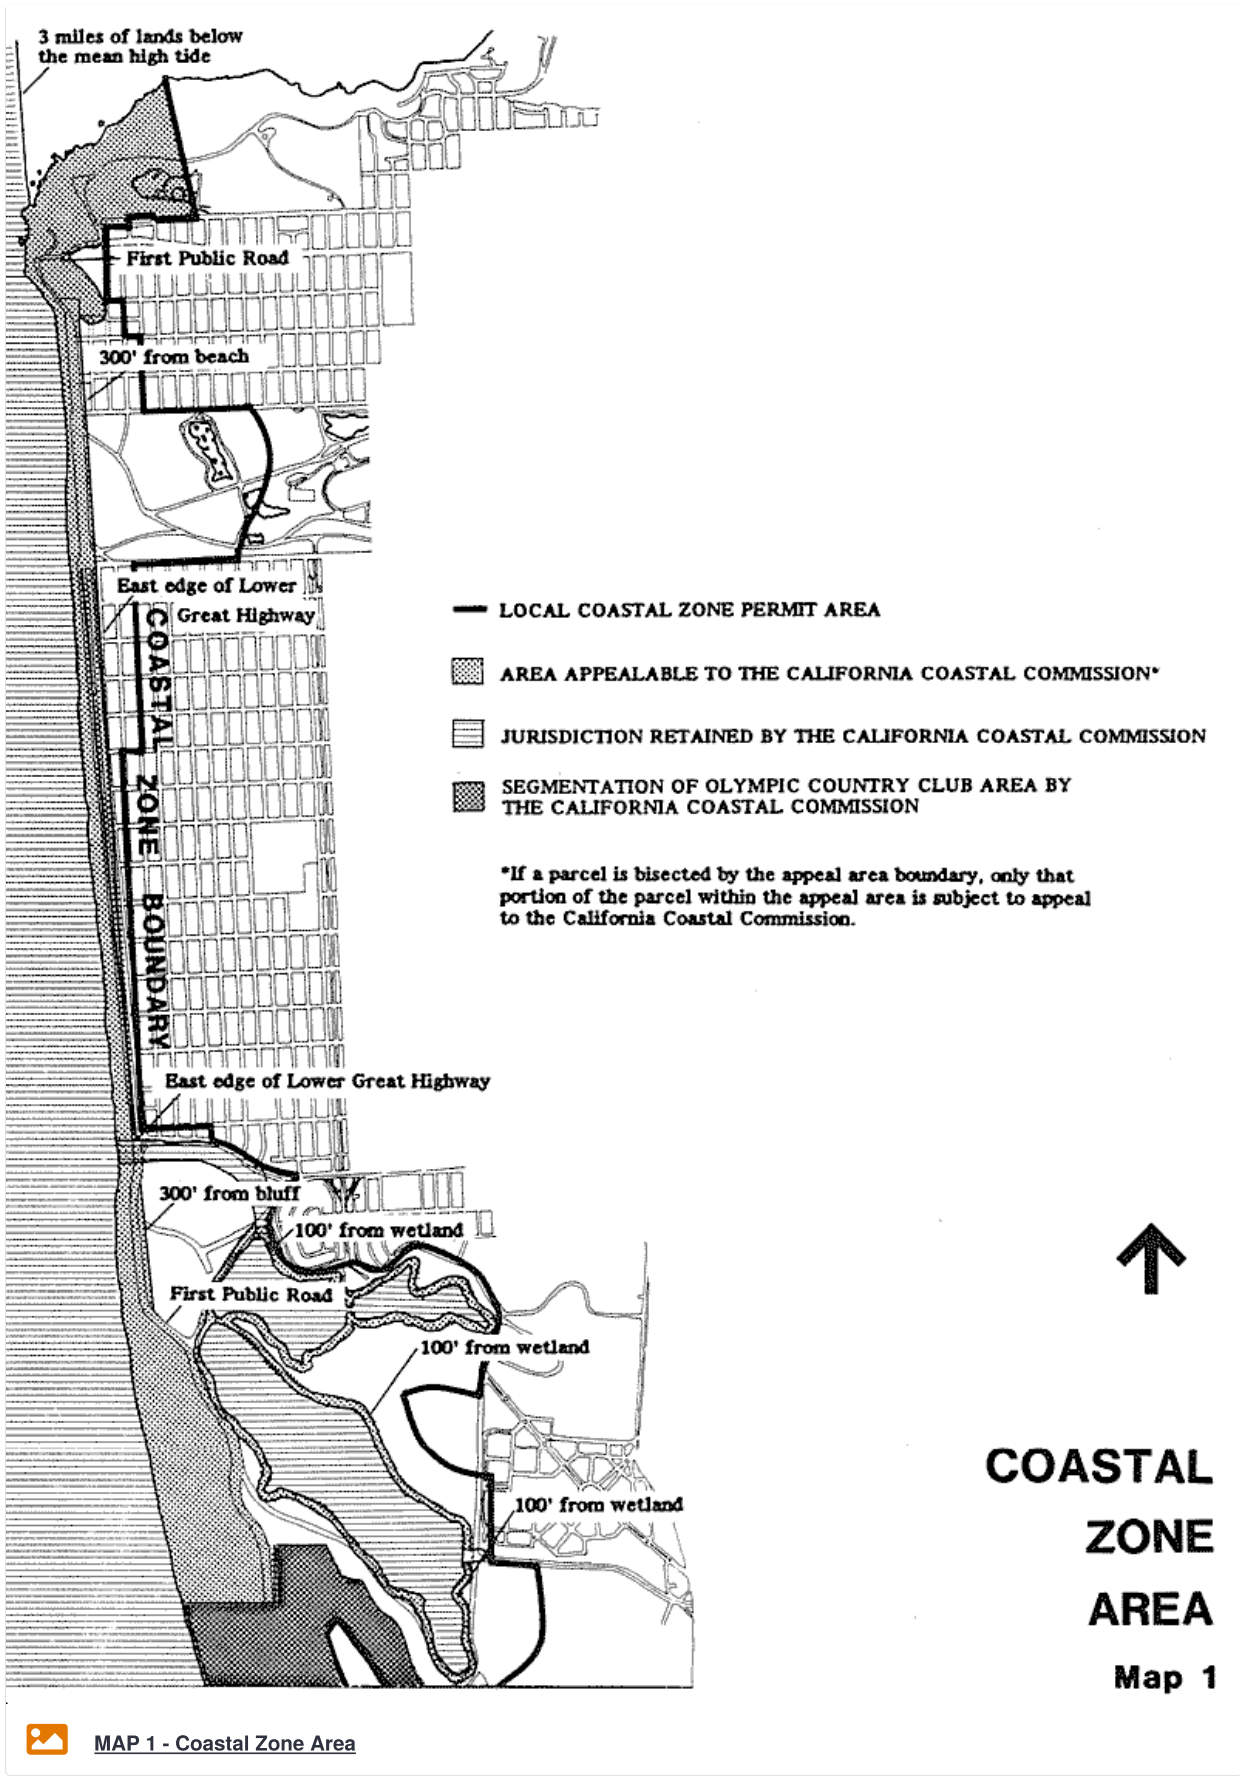 3 miles of lands below
the mean high tide
First Public Road
300' from beach
East edge of Lower
Great Highway
COASTAL ZONE BOUNDARY
LOCAL COASTAL ZONE PERMIT AREA
AREA APPEALABLE TO THE CALIFORNIA COASTAL COMMISSION*
JURISDICTION RETAINED BY THE CALIFORNIA COASTAL COMMISSION
SEGMENTATION OF OLYMPIC COUNTRY CLUB AREA BY
THE CALIFORNIA COASTAL COMMISSION
*If a parcel is bisected by the appeal area boundary, only that
portion of the parcel within the appeal area is subject to appeal
to the California Coastal Commission.
East edge of Lower Great Highway
300' from bluff
100' from wetland
First Public Road
100' from wetland
100' from wetland
COASTAL
ZONE
AREA
Map 1
MAP 1 - Coastal Zone Area